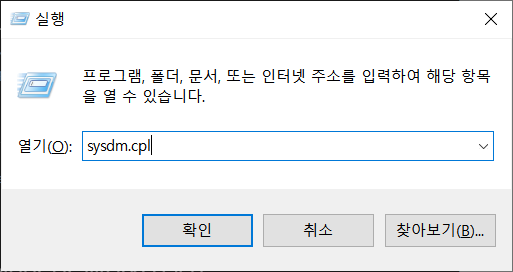 실행
프로그램, 폴더, 문서, 또는 인터넷 주소를 입력하여 해당 항목
을 열 수 있습니다.
열기(O): sysdm.cpl
확인 취소 찾아보기(B)...